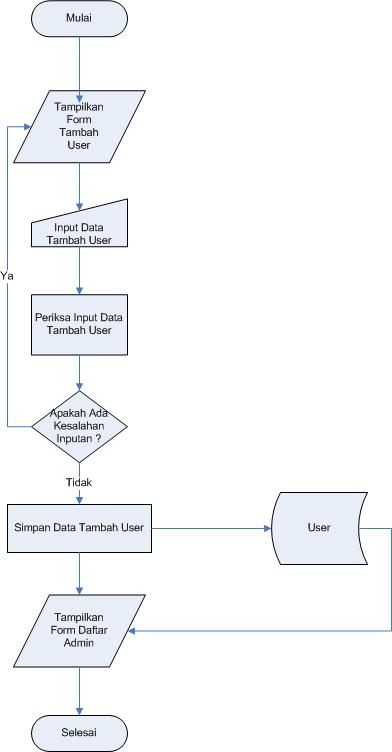 Mulai
Tampilkan
Form
Tambah
User
Input Data
Tambah User
Ya
Periksa Input Data
Tambah User
Apakah Ada
Kesalahan
Inputan ?
Tidak
Simpan Data Tambah User
User
Tampilkan
Form Daftar
Admin
Selesai